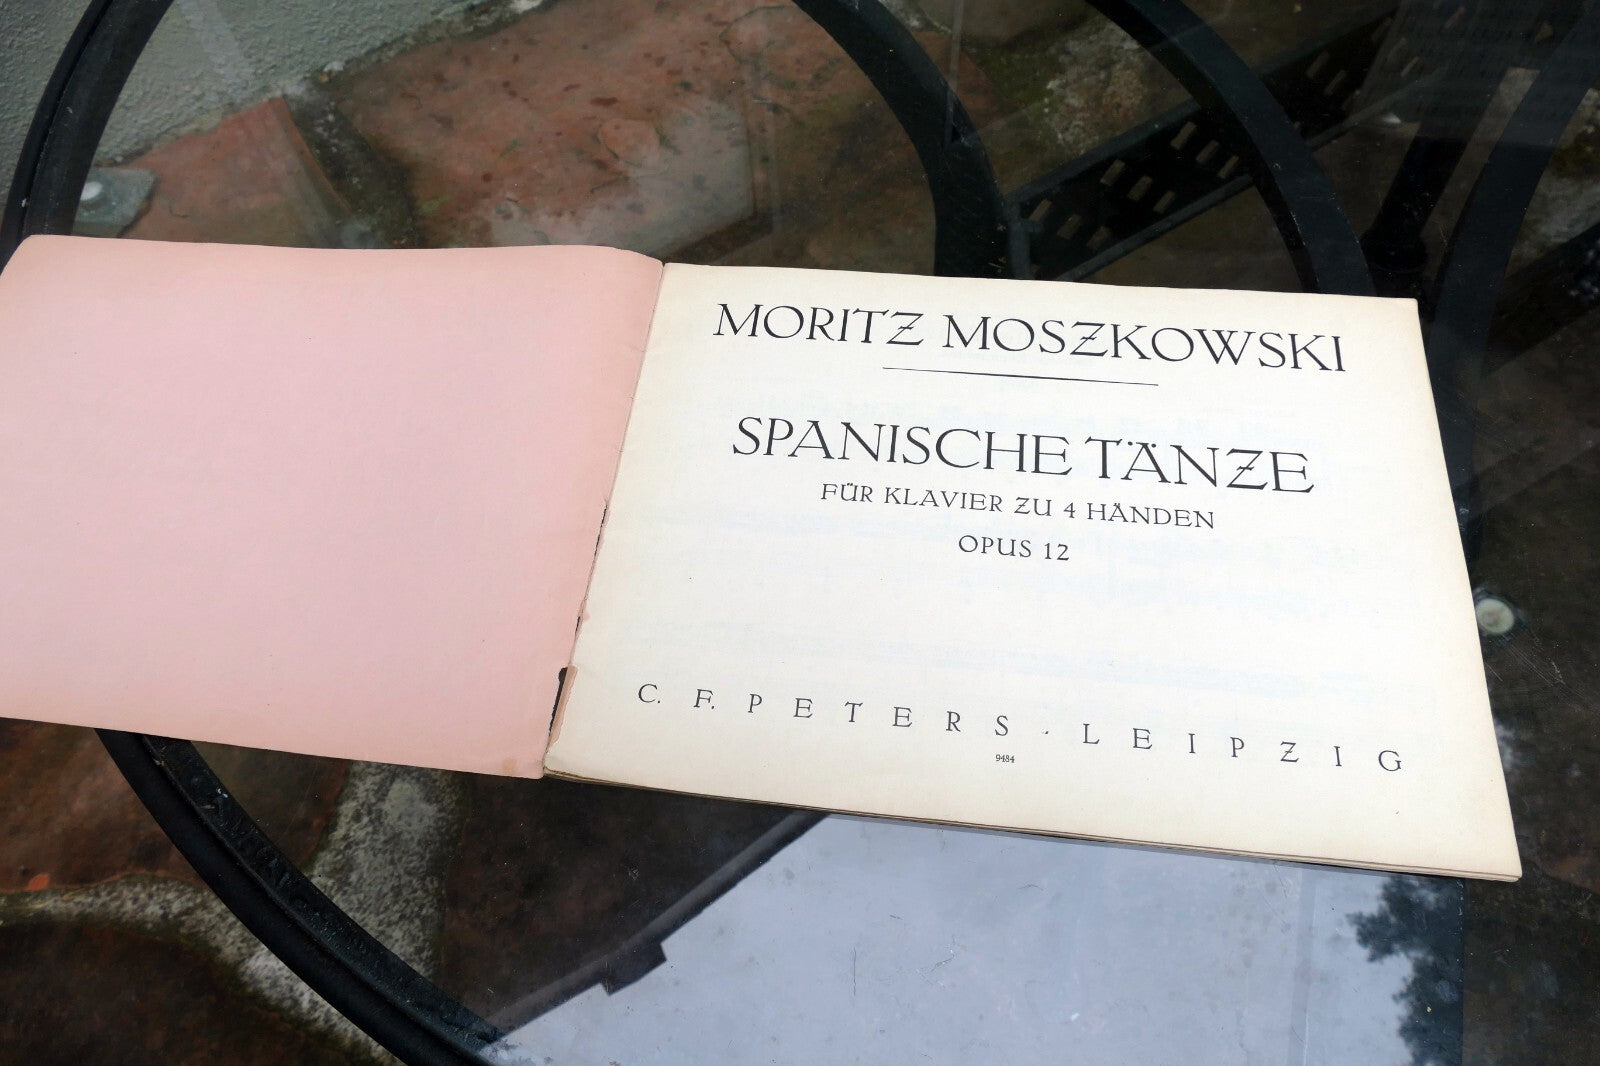 MORITZ MOSZKOWSKI
SPANISCHE TÄNZE
FÜR KLAVIER ZU 4 HÄNDEN
OPUS 12
C. F. PETERS · LEIPZIG
9484